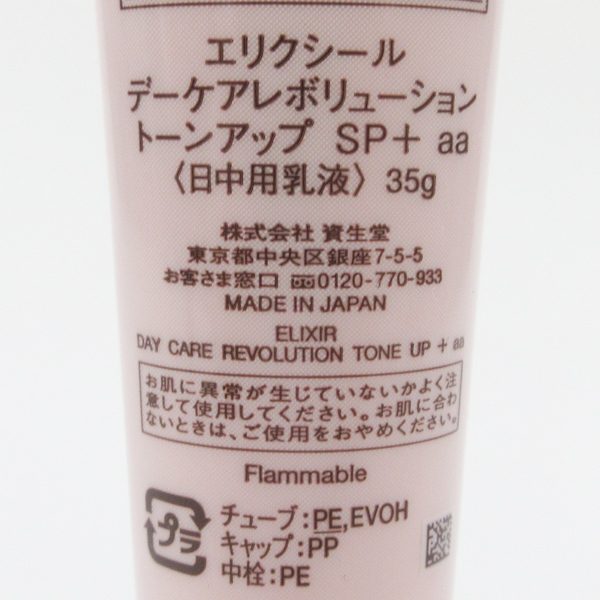 エリクシール
デーケアレボリューション
トーンアップ SP+ aa
〈日中用乳液〉 35g
株式会社 資生堂
東京都中央区銀座7-5-5
お客さま窓口 0120-770-933
MADE IN JAPAN
ELIXIR
DAY CARE REVOLUTION TONE UP + aa
お肌に異常が生じていないかよく注
意して使用してください。お肌に合わ
ないときは、ご使用をおやめください。
Flammable
プラ
チューブ:PE,EVOH
キャップ:PP
中栓:PE